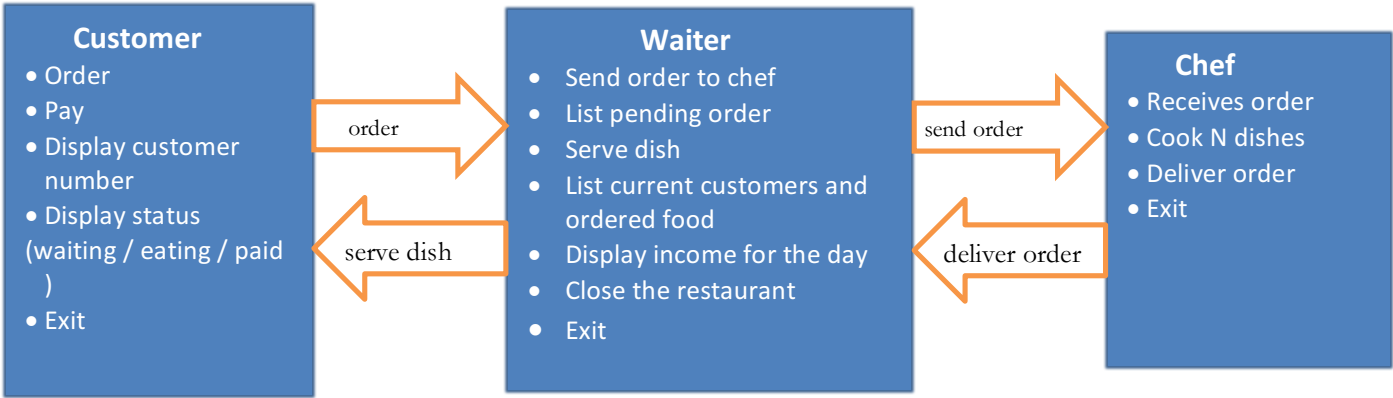 Customer
• Order
• Pay
• Display customer
number
• Display status
(waiting / eating / paid
)
• Exit
order
serve dish
Waiter
• Send order to chef
• List pending order
• Serve dish
• List current customers and
ordered food
• Display income for the day
• Close the restaurant
• Exit
send order
deliver order
Chef
• Receives order
• Cook N dishes
• Deliver order
• Exit